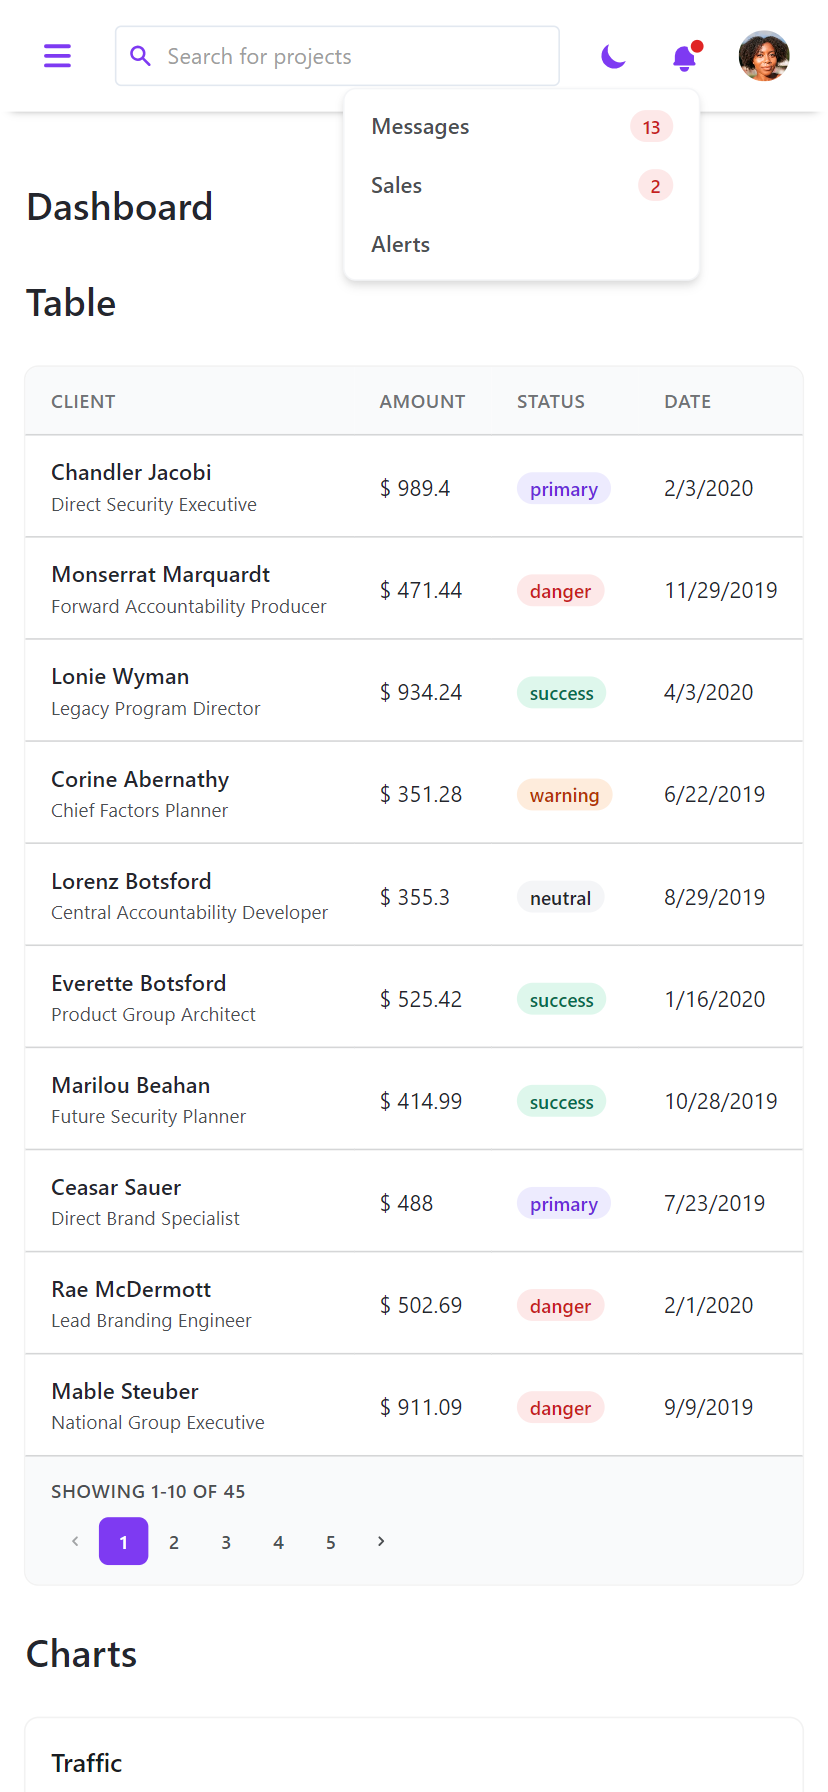 Search for projects
Messages 13
Sales 2
Alerts
Dashboard
Table
CLIENT AMOUNT STATUS DATE
Chandler Jacobi
Direct Security Executive
$ 989.4 primary 2/3/2020
Monserrat Marquardt
Forward Accountability Producer
$ 471.44 danger 11/29/2019
Lonie Wyman
Legacy Program Director
$ 934.24 success 4/3/2020
Corine Abernathy
Chief Factors Planner
$ 351.28 warning 6/22/2019
Lorenz Botsford
Central Accountability Developer
$ 355.3 neutral 8/29/2019
Everette Botsford
Product Group Architect
$ 525.42 success 1/16/2020
Marilou Beahan
Future Security Planner
$ 414.99 success 10/28/2019
Ceasar Sauer
Direct Brand Specialist
$ 488 primary 7/23/2019
Rae McDermott
Lead Branding Engineer
$ 502.69 danger 2/1/2020
Mable Steuber
National Group Executive
$ 911.09 danger 9/9/2019
SHOWING 1-10 OF 45
1 2 3 4 5
Charts
Traffic